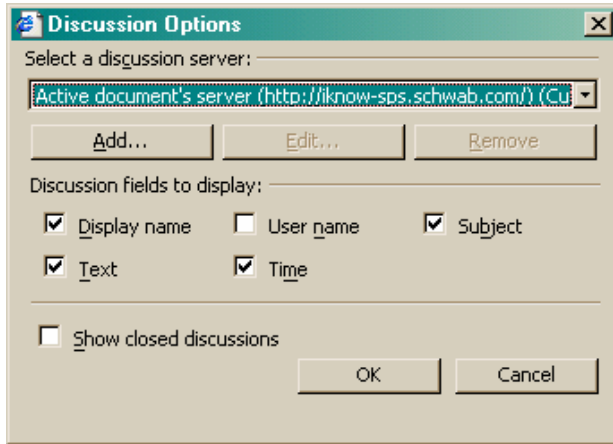 Discussion Options
Select a discussion server:
Active document's server (http://iknow-sps.schwab.com/) (Cu
Add... Edit... Remove
Discussion fields to display:
Display name User name Subject
Text Time
Show closed discussions
OK Cancel